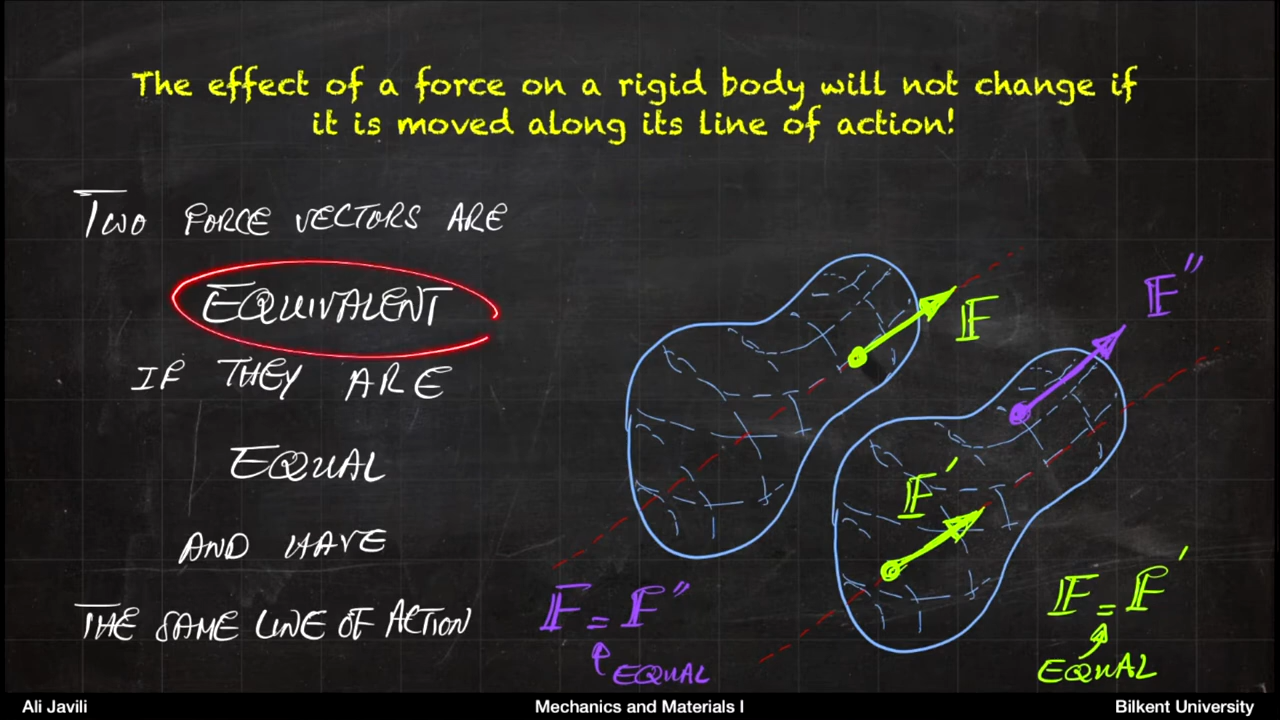 The effect of a force on a rigid body will not change if
it is moved along its line of action!
TWO FORCE VECTORS ARE
EQUIVALENT
IF THEY ARE
EQUAL
AND HAVE
THE SAME LINE OF ACTION
F
F"
F'
F = F"
EQUAL
F = F'
EQUAL
Ali Javili
Mechanics and Materials I
Bilkent University